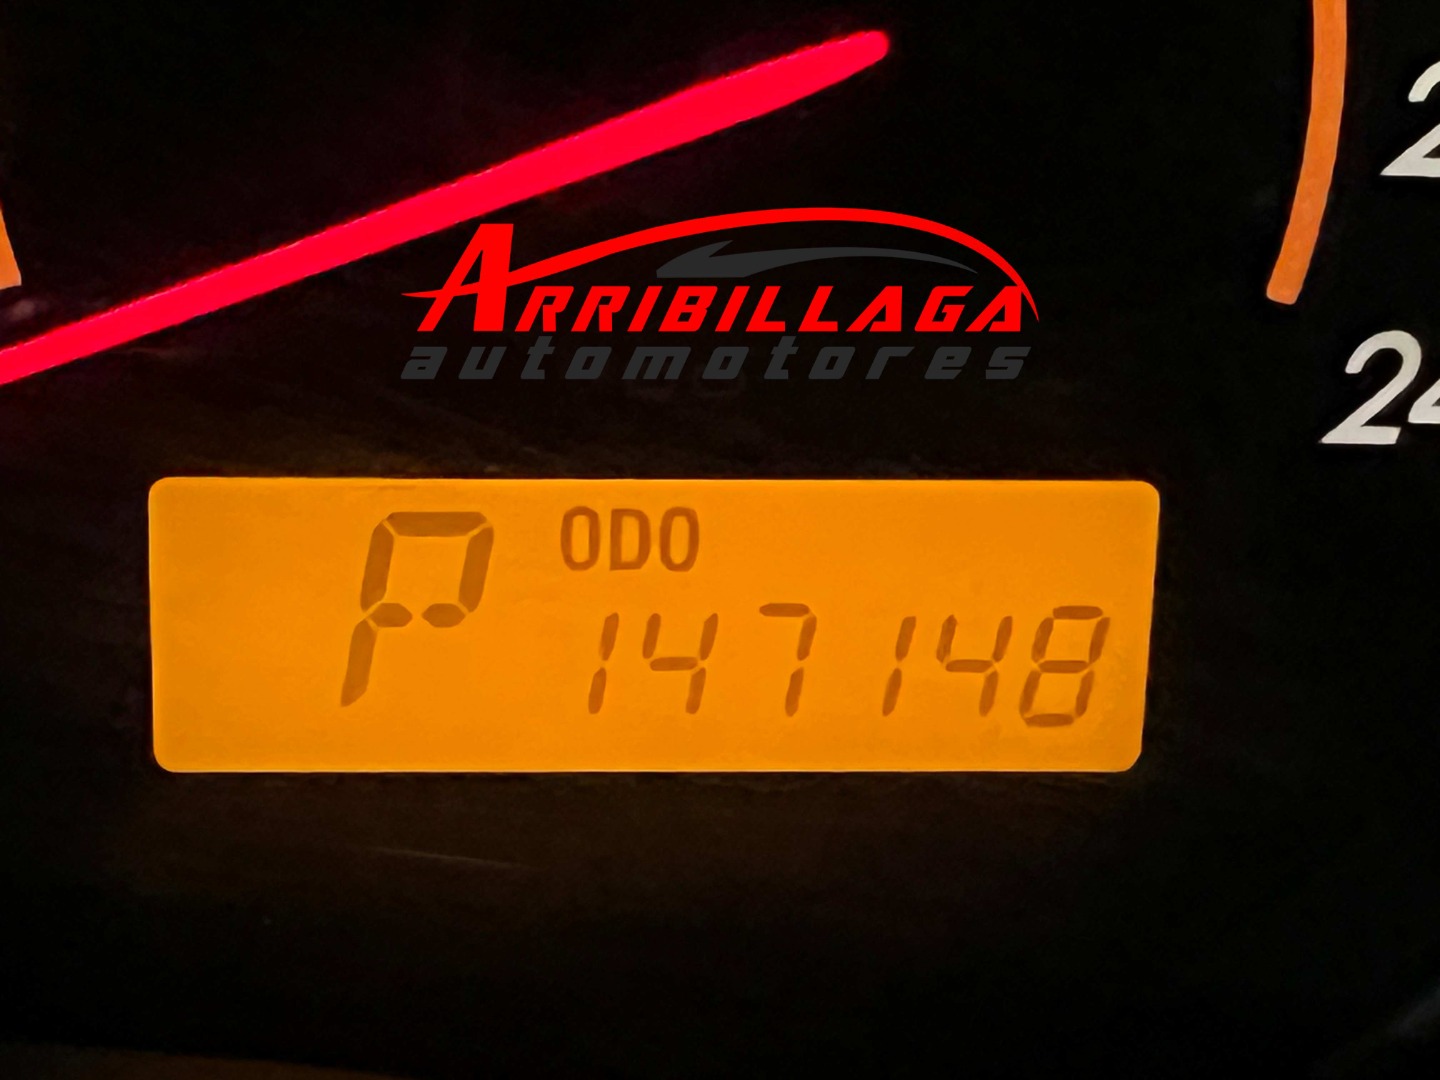 ARRIBILLAGA
automotores
P ODO
147148